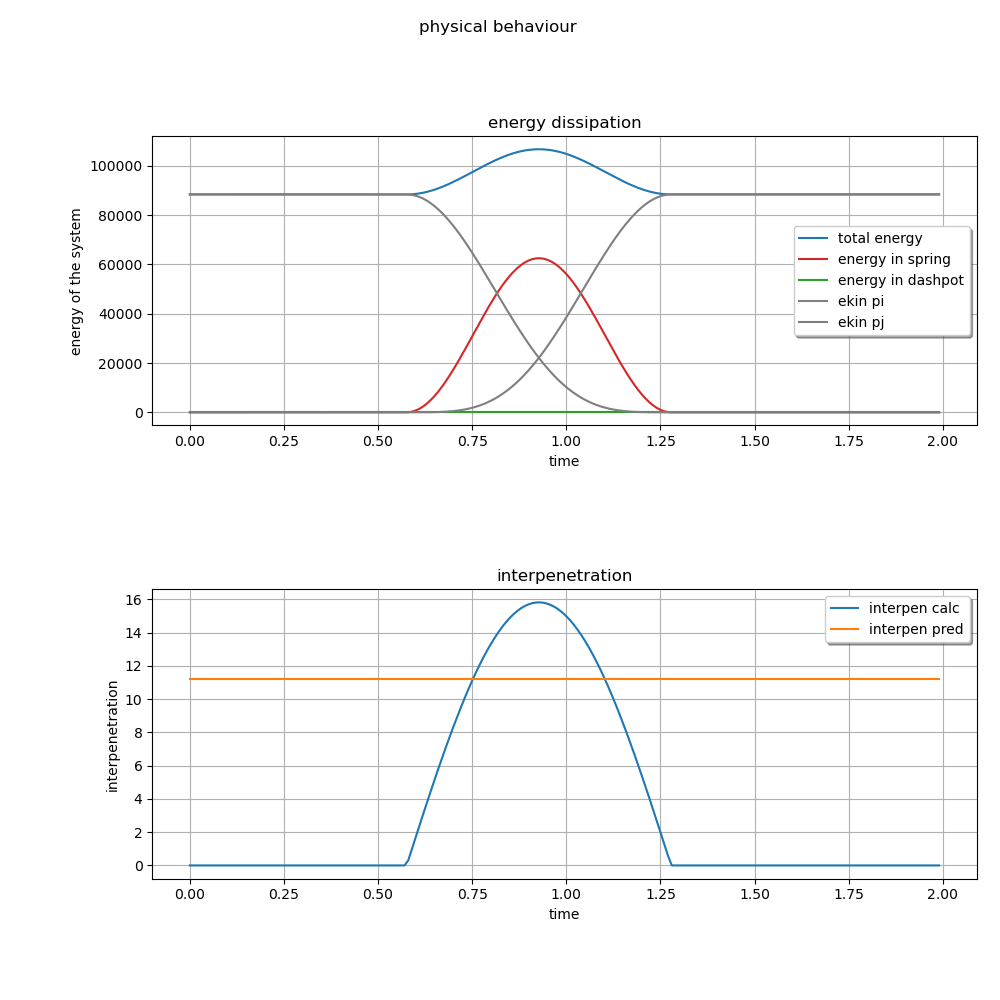 physical behaviour
energy dissipation
energy of the system
100000
80000
60000
40000
20000
0
total energy
energy in spring
energy in dashpot
ekin pi
ekin pj
0.00 0.25 0.50 0.75 1.00 1.25 1.50 1.75 2.00
time
interpenetration
interpenetration
16
14
12
10
8
6
4
2
0
interpen calc
interpen pred
0.00 0.25 0.50 0.75 1.00 1.25 1.50 1.75 2.00
time